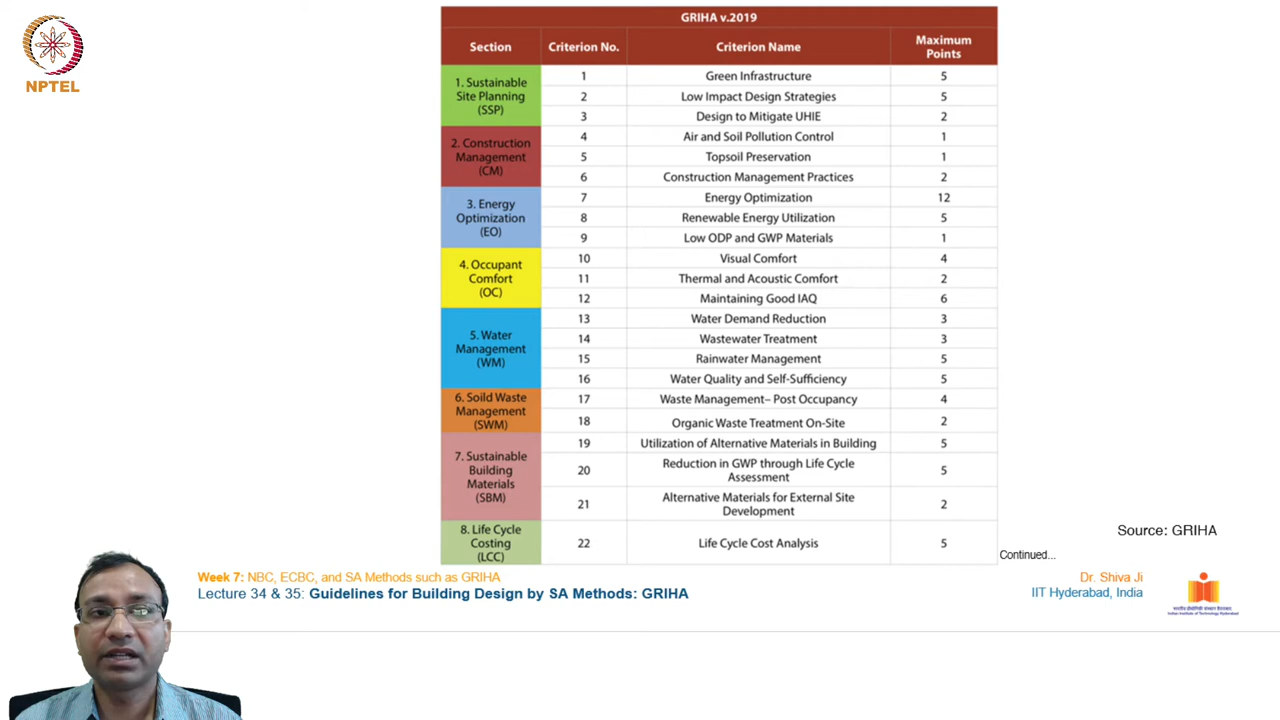 NPTEL
GRIHA v.2019
Section Criterion No. Criterion Name Maximum Points
1. Sustainable Site Planning (SSP)
1 Green Infrastructure 5
2 Low Impact Design Strategies 5
3 Design to Mitigate UHIE 2
2. Construction Management (CM)
4 Air and Soil Pollution Control 1
5 Topsoil Preservation 1
6 Construction Management Practices 2
3. Energy Optimization (EO)
7 Energy Optimization 12
8 Renewable Energy Utilization 5
9 Low ODP and GWP Materials 1
4. Occupant Comfort (OC)
10 Visual Comfort 4
11 Thermal and Acoustic Comfort 2
12 Maintaining Good IAQ 6
5. Water Management (WM)
13 Water Demand Reduction 3
14 Wastewater Treatment 3
15 Rainwater Management 5
16 Water Quality and Self-Sufficiency 5
6. Soild Waste Management (SWM)
17 Waste Management– Post Occupancy 4
18 Organic Waste Treatment On-Site 2
7. Sustainable Building Materials (SBM)
19 Utilization of Alternative Materials in Building 5
20 Reduction in GWP through Life Cycle Assessment 5
21 Alternative Materials for External Site Development 2
8. Life Cycle Costing (LCC)
22 Life Cycle Cost Analysis 5
Source: GRIHA
Continued...
Week 7: NBC, ECBC, and SA Methods such as GRIHA
Lecture 34 & 35: Guidelines for Building Design by SA Methods: GRIHA
Dr. Shiva Ji
IIT Hyderabad, India
Indian Institute of Technology Hyderabad